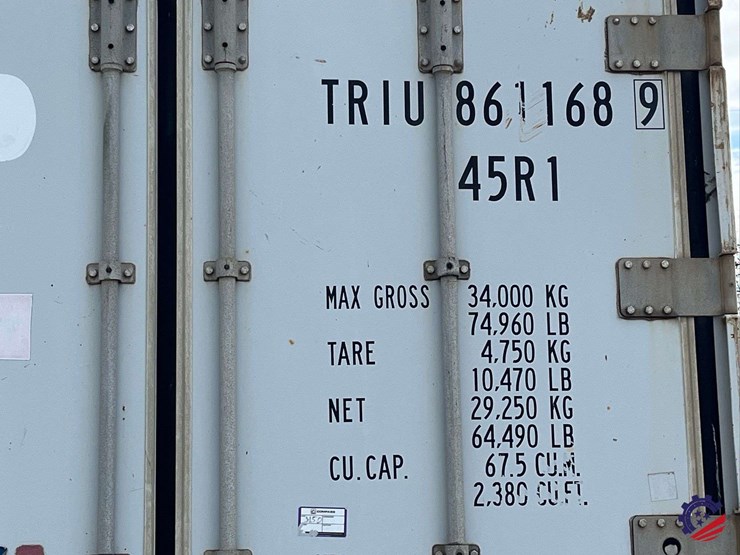 TRIU 861168 9
45R1
MAX GROSS 34,000 KG
74,960 LB
TARE 4,750 KG
10,470 LB
NET 29,250 KG
64,490 LB
CU. CAP. 67.5 CU.M.
2,380 CU.FT.